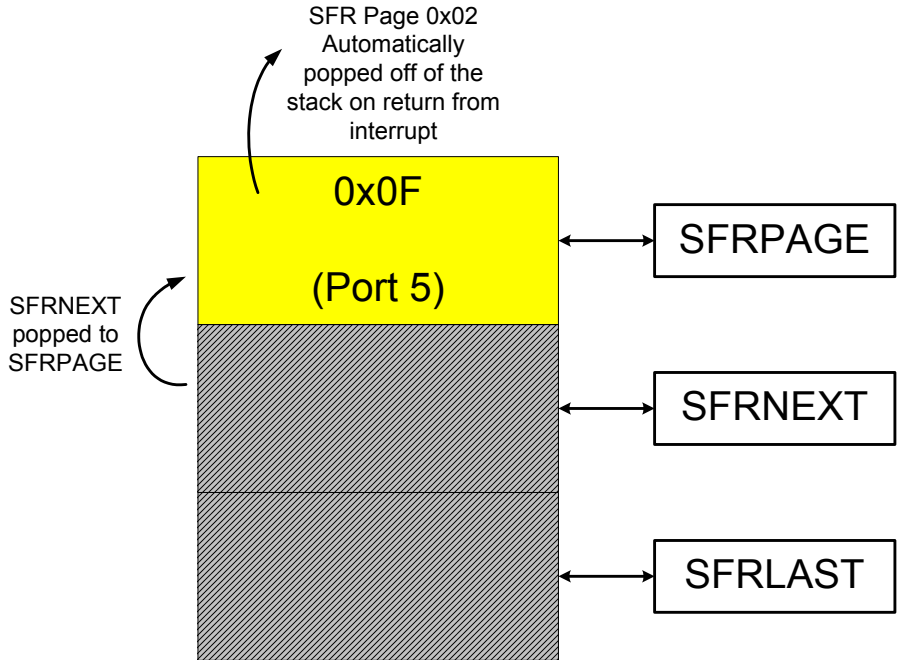 SFR Page 0x02
Automatically
popped off of the
stack on return from
interrupt
0x0F
(Port 5)
SFRPAGE
SFRNEXT
popped to
SFRPAGE
SFRNEXT
SFRLAST